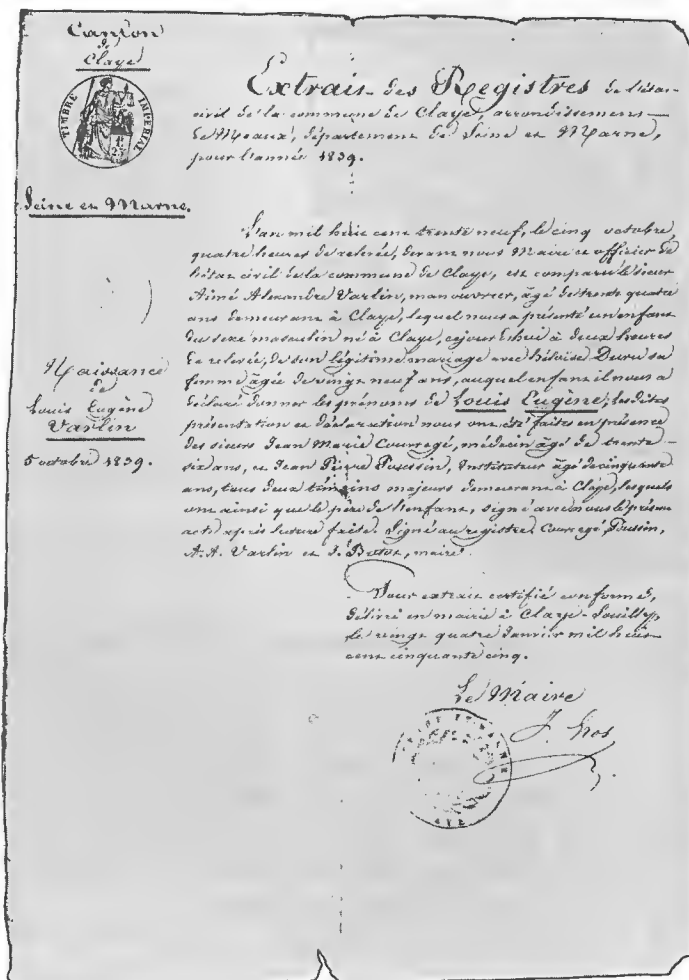 Canton
de
Claye
TIMBRE IMPÉRIAL
Seine et Marne.
Naissance
de
Louis Eugène
Varlin
5 octobre 1839.
Extrait des Registres de l'état
civil de la commune de Claye, arrondissement
de Meaux, département de Seine et Marne,
pour l'année 1839.
L'an mil huit cent trente neuf, le cinq octobre,
quatre heures de relevée, devant nous Maire et officier de
l'état civil de la commune de Claye, est comparu le sieur
Aimé Alexandre Varlin, manouvrier, âgé de trente quatre
ans demeurant à Claye, lequel nous a présenté un enfant
du sexe masculin né à Claye, cejourd'hui à deux heures
de relevée, de son légitime mariage avec héloïse Duru sa
femme âgée de vingt neuf ans, auquel enfant il nous a
déclaré donner les prénoms de Louis Eugène; lesdites
présentation et déclaration nous ont été faites en présence
des sieurs Jean Marie Courregé, médecin âgé de trente-
six ans, et Jean Pierre Poussin, Instituteur âgé de cinquante
ans, tous deux témoins majeurs demeurant à Claye, lesquels
ont ainsi que le père de l'enfant, signé avec nous le présent
acte après lecture faite. Signé au registre, Courregé, Poussin,
A. A. Varlin et J. Batot, maire.
Pour extrait certifié conforme,
délivré en mairie à Claye-Souilly,
le vingt quatre Janvier mil huit
cent cinquante cinq.
Le Maire